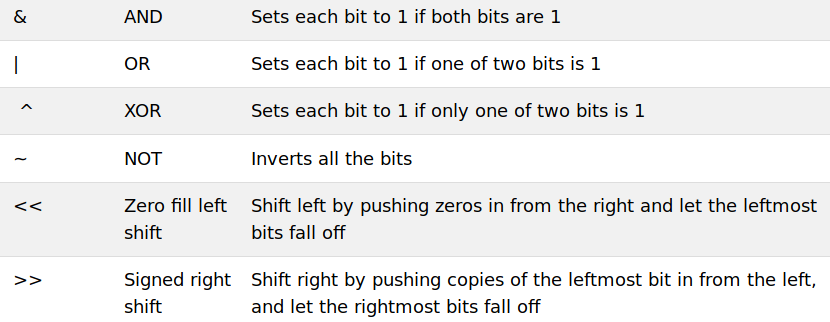 & AND Sets each bit to 1 if both bits are 1
| OR Sets each bit to 1 if one of two bits is 1
^ XOR Sets each bit to 1 if only one of two bits is 1
~ NOT Inverts all the bits
<< Zero fill left Shift left by pushing zeros in from the right and let the leftmost
shift bits fall off
>> Signed right Shift right by pushing copies of the leftmost bit in from the left,
shift and let the rightmost bits fall off